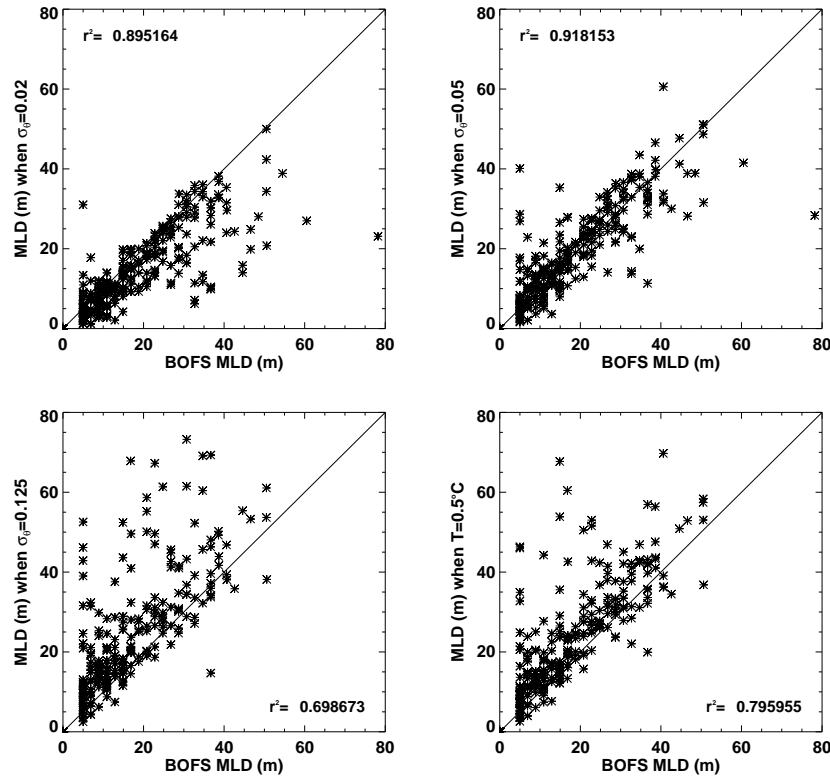 80
r²= 0.895164
60
40
20
0
MLD (m) when σθ=0.02
0 20 40 60 80
BOFS MLD (m)
80
r²= 0.918153
60
40
20
0
MLD (m) when σθ=0.05
0 20 40 60 80
BOFS MLD (m)
80
60
40
20
0
MLD (m) when σθ=0.125
r²= 0.698673
0 20 40 60 80
BOFS MLD (m)
80
60
40
20
0
MLD (m) when T=0.5°C
r²= 0.795955
0 20 40 60 80
BOFS MLD (m)